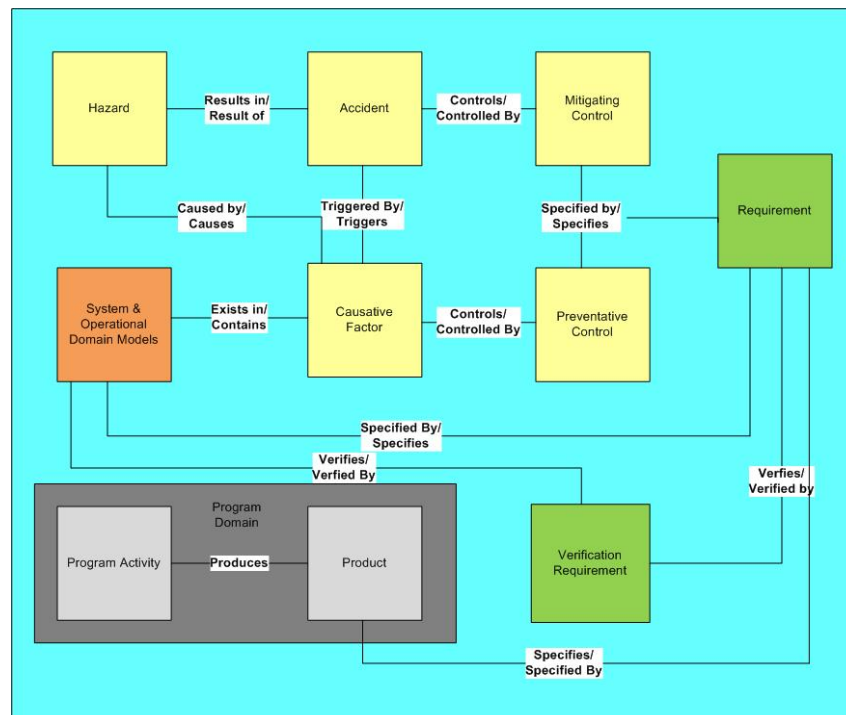 Hazard
Results in/
Result of
Accident
Controls/
Controlled By
Mitigating
Control
Requirement
Caused by/
Causes
Triggered By/
Triggers
Specified by/
Specifies
System &
Operational
Domain Models
Exists in/
Contains
Causative
Factor
Controls/
Controlled By
Preventative
Control
Specified By/
Specifies
Verifies/
Verfied By
Verfies/
Verified by
Program
Domain
Program Activity
Produces
Product
Verification
Requirement
Specifies/
Specified By